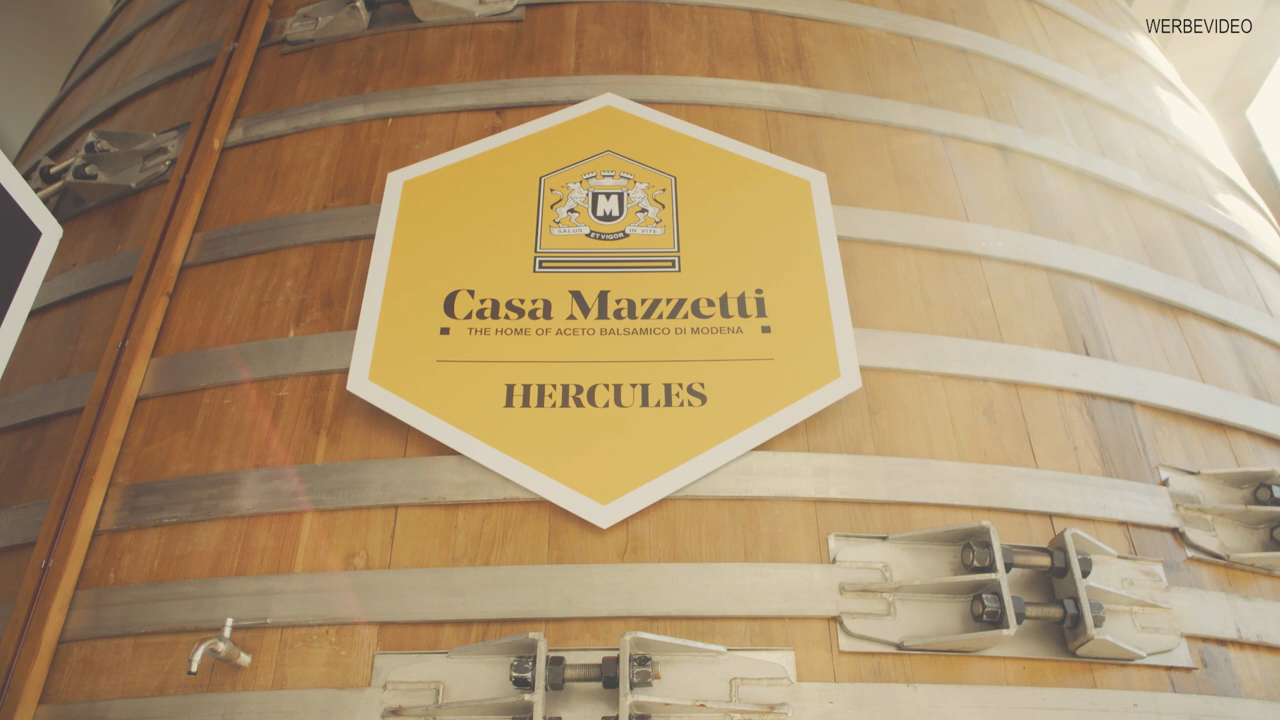 WERBEVIDEO
M
SALUS ET VIGOR IN VITE
Casa Mazzetti
THE HOME OF ACETO BALSAMICO DI MODENA
HERCULES